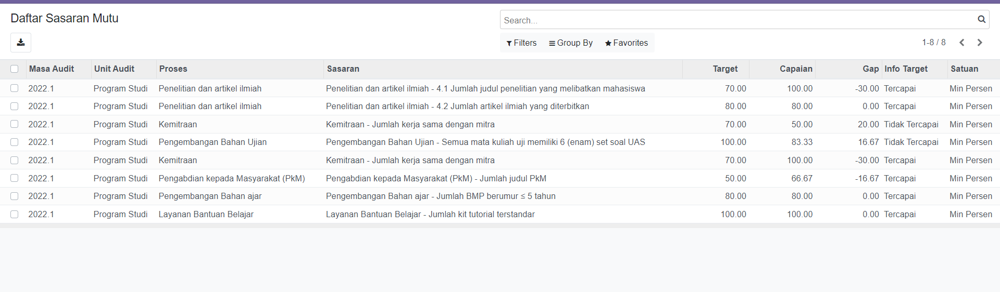 Daftar Sasaran Mutu
Search...
Filters Group By Favorites 1-8 / 8
Masa Audit Unit Audit Proses Sasaran Target Capaian Gap Info Target Satuan
2022.1 Program Studi Penelitian dan artikel ilmiah Penelitian dan artikel ilmiah - 4.1 Jumlah judul penelitian yang melibatkan mahasiswa 70.00 100.00 -30.00 Tercapai Min Persen
2022.1 Program Studi Penelitian dan artikel ilmiah Penelitian dan artikel ilmiah - 4.2 Jumlah artikel ilmiah yang diterbitkan 80.00 80.00 0.00 Tercapai Min Persen
2022.1 Program Studi Kemitraan Kemitraan - Jumlah kerja sama dengan mitra 70.00 50.00 20.00 Tidak Tercapai Min Persen
2022.1 Program Studi Pengembangan Bahan Ujian Pengembangan Bahan Ujian - Semua mata kuliah uji memiliki 6 (enam) set soal UAS 100.00 83.33 16.67 Tidak Tercapai Min Persen
2022.1 Program Studi Kemitraan Kemitraan - Jumlah kerja sama dengan mitra 70.00 100.00 -30.00 Tercapai Min Persen
2022.1 Program Studi Pengabdian kepada Masyarakat (PkM) Pengabdian kepada Masyarakat (PkM) - Jumlah judul PkM 50.00 66.67 -16.67 Tercapai Min Persen
2022.1 Program Studi Pengembangan Bahan ajar Pengembangan Bahan ajar - Jumlah BMP berumur ≤ 5 tahun 80.00 80.00 0.00 Tercapai Min Persen
2022.1 Program Studi Layanan Bantuan Belajar Layanan Bantuan Belajar - Jumlah kit tutorial terstandar 100.00 100.00 0.00 Tercapai Min Persen